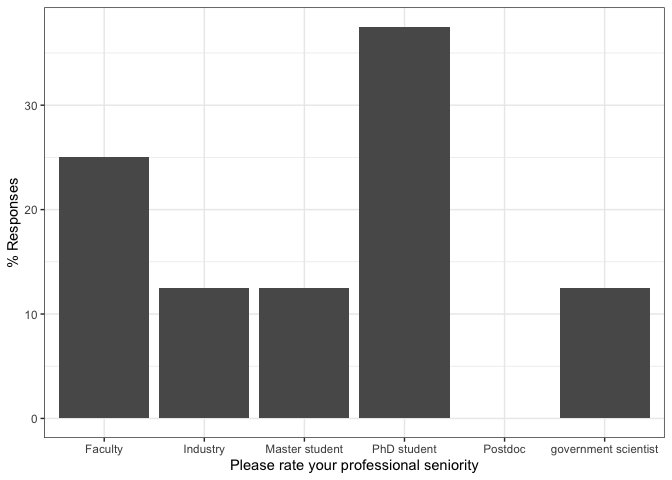 % Responses
30
20
10
0
Faculty
Industry
Master student
PhD student
Postdoc
government scientist
Please rate your professional seniority